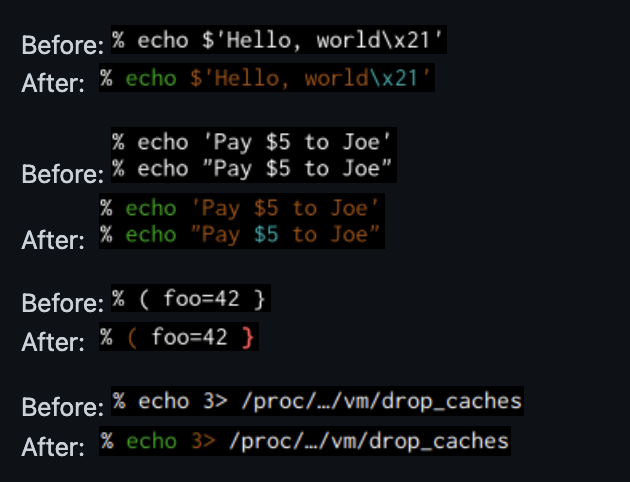 Before: % echo $'Hello, world\x21'
After: % echo $'Hello, world\x21'
% echo 'Pay $5 to Joe'
Before: % echo "Pay $5 to Joe"
% echo 'Pay $5 to Joe'
After: % echo "Pay $5 to Joe"
Before: % ( foo=42 }
After: % ( foo=42 }
Before: % echo 3> /proc/…/vm/drop_caches
After: % echo 3> /proc/…/vm/drop_caches